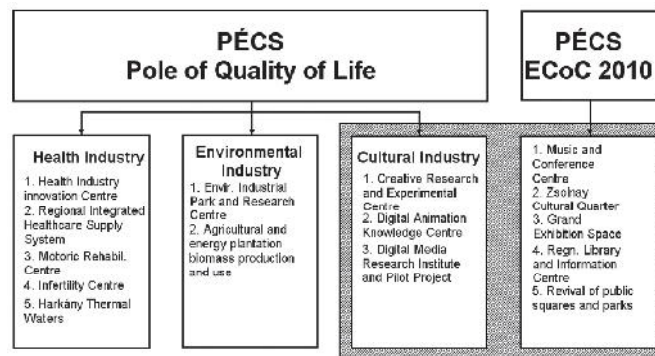 PÉCS
Pole of Quality of Life
PÉCS
ECoC 2010
Health Industry
1. Health Industry
innovation Centre
2. Regional Integrated
Healthcare Supply
System
3. Motoric Rehabil.
Centre
4. Infertility Centre
5. Harkány Thermal
Waters
Environmental
Industry
1. Envir. Industrial
Park and Research
Centre
2. Agricultural and
energy plantation
biomass production
and use
Cultural Industry
1. Creative Research
and Experimental
Centre
2. Digital Animation
Knowledge Centre
3. Digital Media
Research Institute
and Pilot Project
1. Music and
Conference
Centre
2. Zsolnay
Cultural Quarter
3. Grand
Exhibition Space
4. Regn. Library
and Information
Centre
5. Revival of public
squares and parks